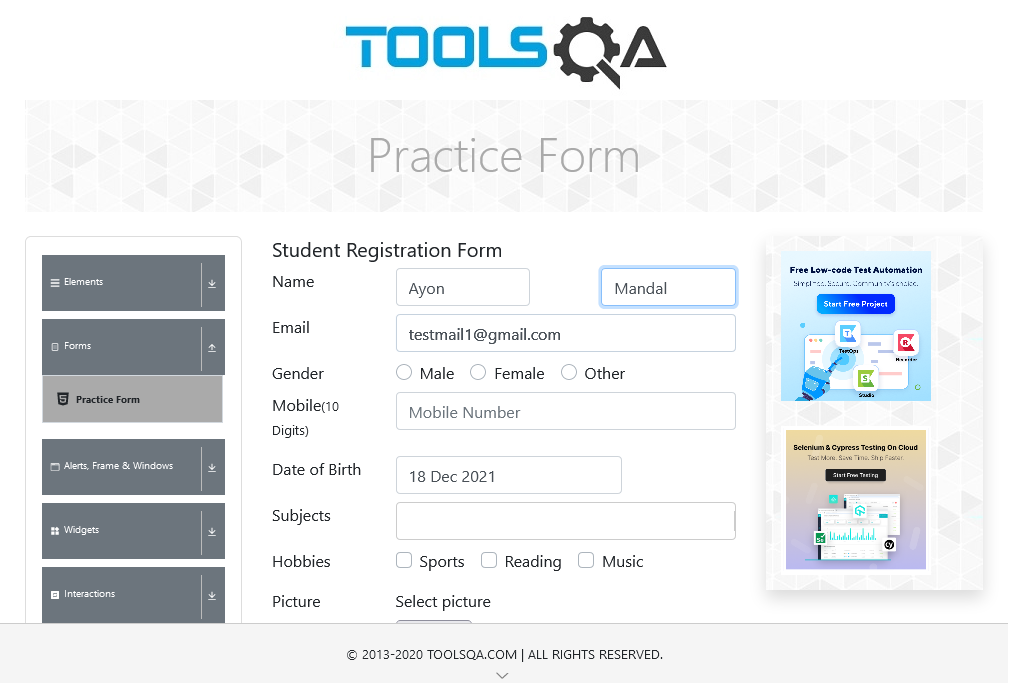 TOOLSQA
Practice Form
Elements
Forms
Practice Form
Alerts, Frame & Windows
Widgets
Interactions
Student Registration Form
Name Ayon Mandal
Email testmail1@gmail.com
Gender Male Female Other
Mobile(10 Digits) Mobile Number
Date of Birth 18 Dec 2021
Subjects
Hobbies Sports Reading Music
Picture Select picture
Free Low-code Test Automation
Simplified. Secure. Community's choice.
Start Free Project
TestOps
Recorder
Studio
Selenium & Cypress Testing On Cloud
Test More. Save Time. Ship Faster.
Start Free Testing
© 2013-2020 TOOLSQA.COM | ALL RIGHTS RESERVED.